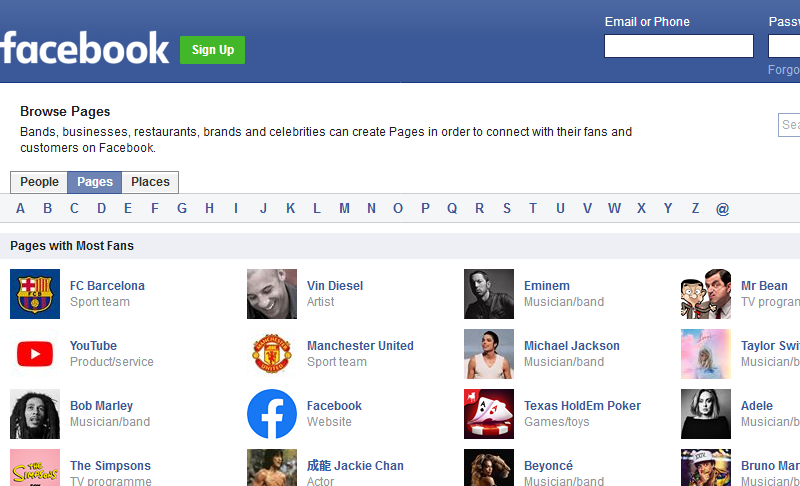 Email or Phone Passw
facebook Sign Up
Forgo
Browse Pages
Bands, businesses, restaurants, brands and celebrities can create Pages in order to connect with their fans and
customers on Facebook.
Sea
People Pages Places
A B C D E F G H I J K L M N O P Q R S T U V W X Y Z @
Pages with Most Fans
FC Barcelona Vin Diesel Eminem Mr Bean
Sport team Artist Musician/band TV program
YouTube Manchester United Michael Jackson Taylor Swif
Product/service Sport team Musician/band Musician/b
Bob Marley Facebook Texas HoldEm Poker Adele
Musician/band Website Games/toys Musician/b
The Simpsons 成龍 Jackie Chan Beyoncé Bruno Mar
TV programme Actor Musician/band Musician/b